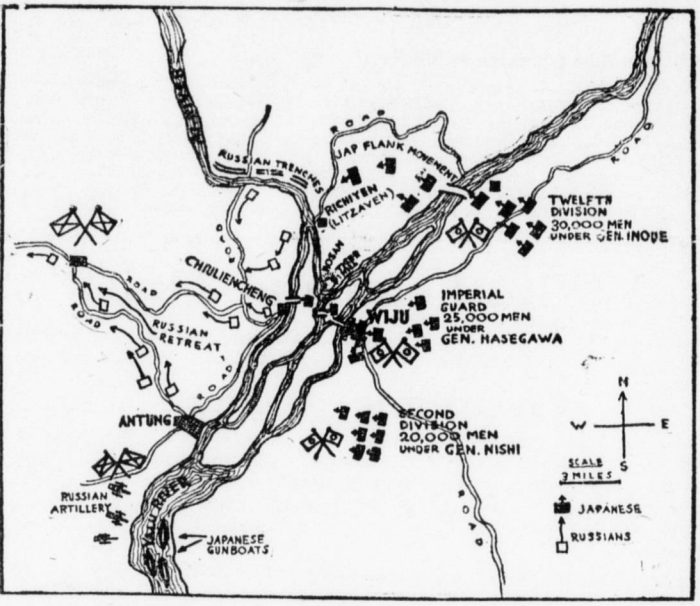 ROAD
ROAD
JAP FLANK MOVEMENT
RUSSIAN TRENCHES
RICHIYEN
(LITZAVEN)
TWELFTH
DIVISION
30,000 MEN
UNDER GEN. INOUE
ROAD
CHIULIENCHENG
WIJU
IMPERIAL
GUARD
25,000 MEN
UNDER
GEN. HASEGAWA
ROAD
ROAD
RUSSIAN
RETREAT
ROAD
ANTUNG
SECOND
DIVISION
20,000 MEN
UNDER GEN. NISHI
ROAD
RUSSIAN
ARTILLERY
YALU RIVER
JAPANESE
GUNBOATS
N
W
E
S
SCALE
3 MILES
JAPANESE
RUSSIANS